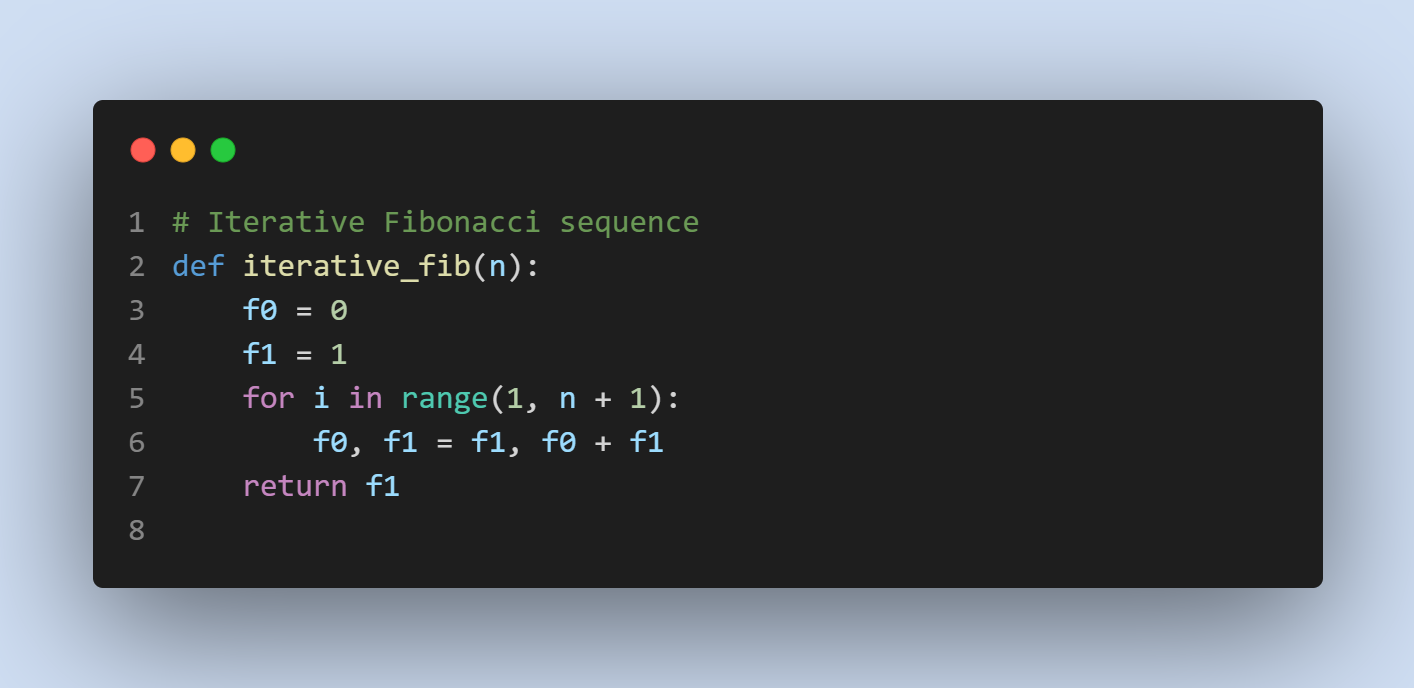 1 # Iterative Fibonacci sequence
2 def iterative_fib(n):
3     f0 = 0
4     f1 = 1
5     for i in range(1, n + 1):
6         f0, f1 = f1, f0 + f1
7     return f1
8